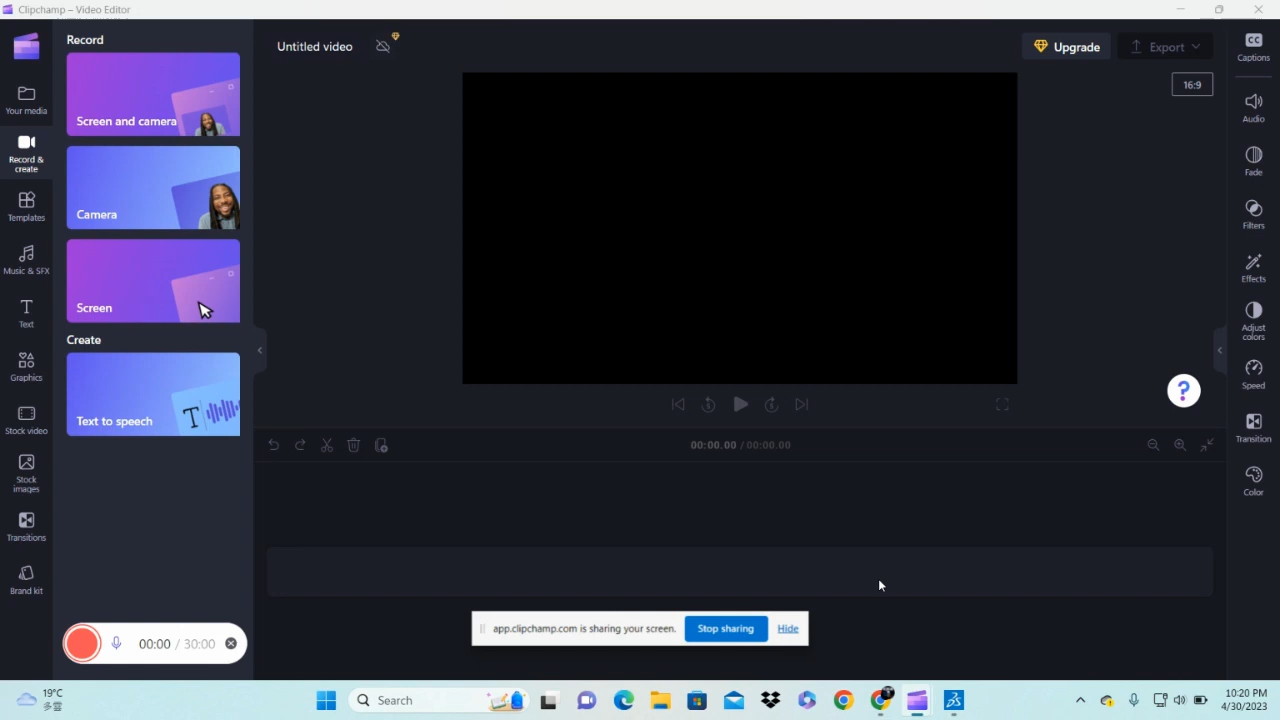 Clipchamp – Video Editor
Record
Screen and camera
Camera
Screen
Create
Text to speech
Your media
Record &
create
Templates
Music & SFX
Text
Graphics
Stock video
Stock
images
Transitions
Brand kit
00:00 / 30:00
Untitled video
Upgrade
Export
16:9
?
00:00.00 / 00:00.00
app.clipchamp.com is sharing your screen.
Stop sharing
Hide
CC
Captions
Audio
Fade
Filters
Effects
Adjust
colors
Speed
Transition
Color
19°C
多雲
Search
10:20 PM
4/30/2023